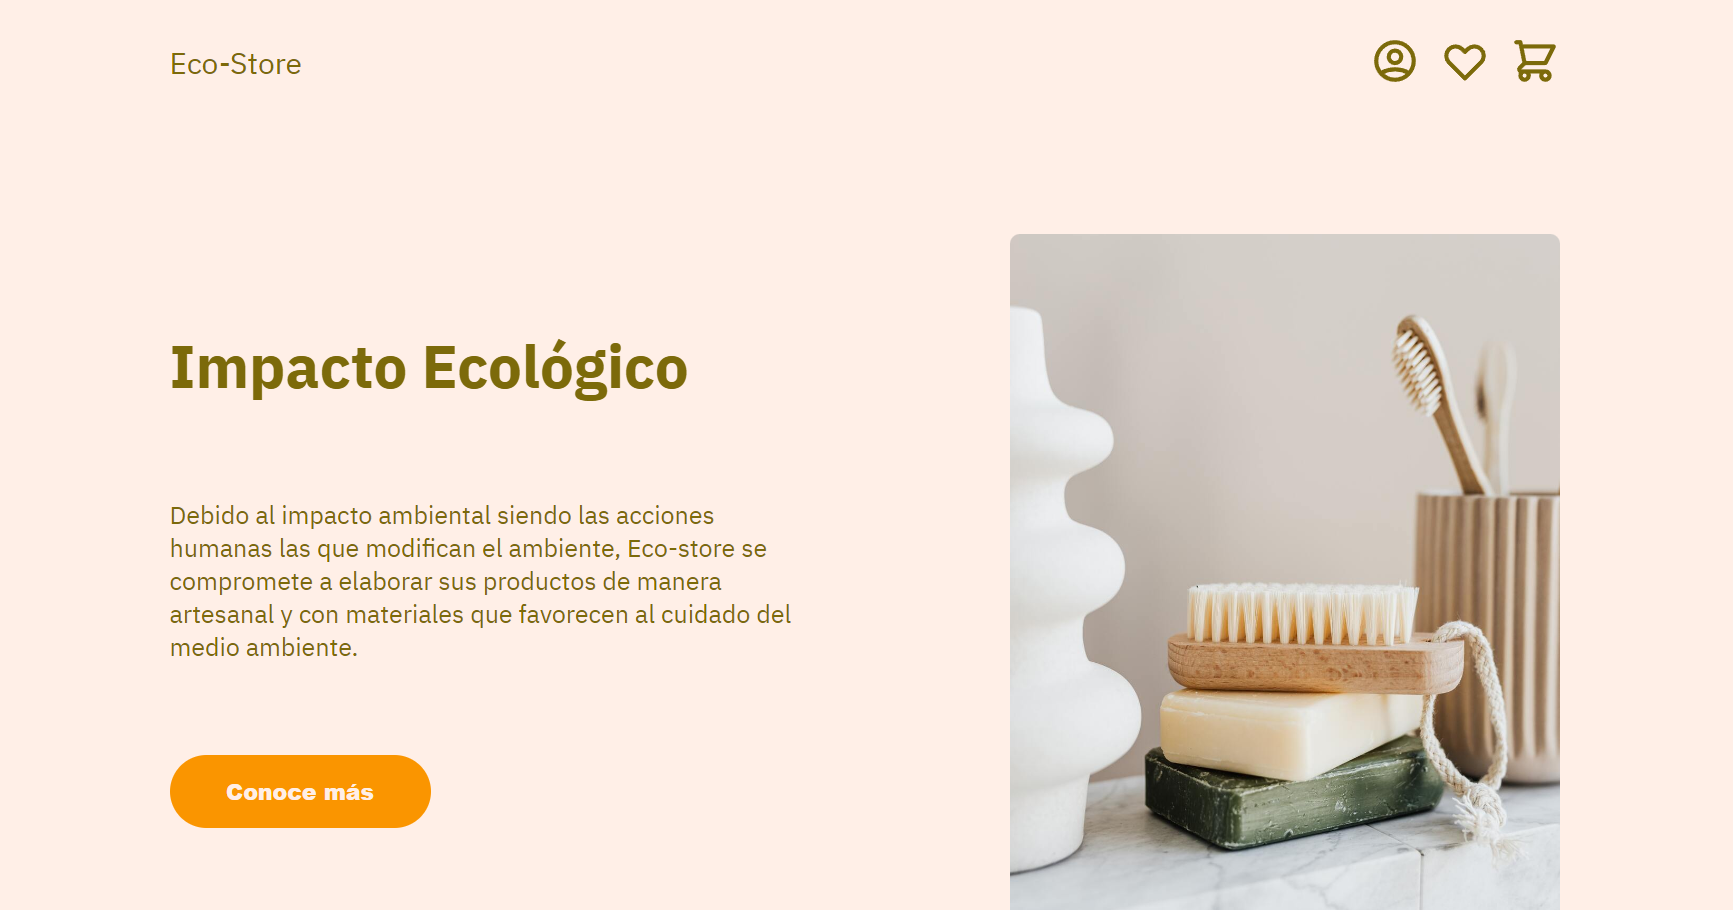 Eco-Store
Impacto Ecológico
Debido al impacto ambiental siendo las acciones
humanas las que modifican el ambiente, Eco-store se
compromete a elaborar sus productos de manera
artesanal y con materiales que favorecen al cuidado del
medio ambiente.
Conoce más